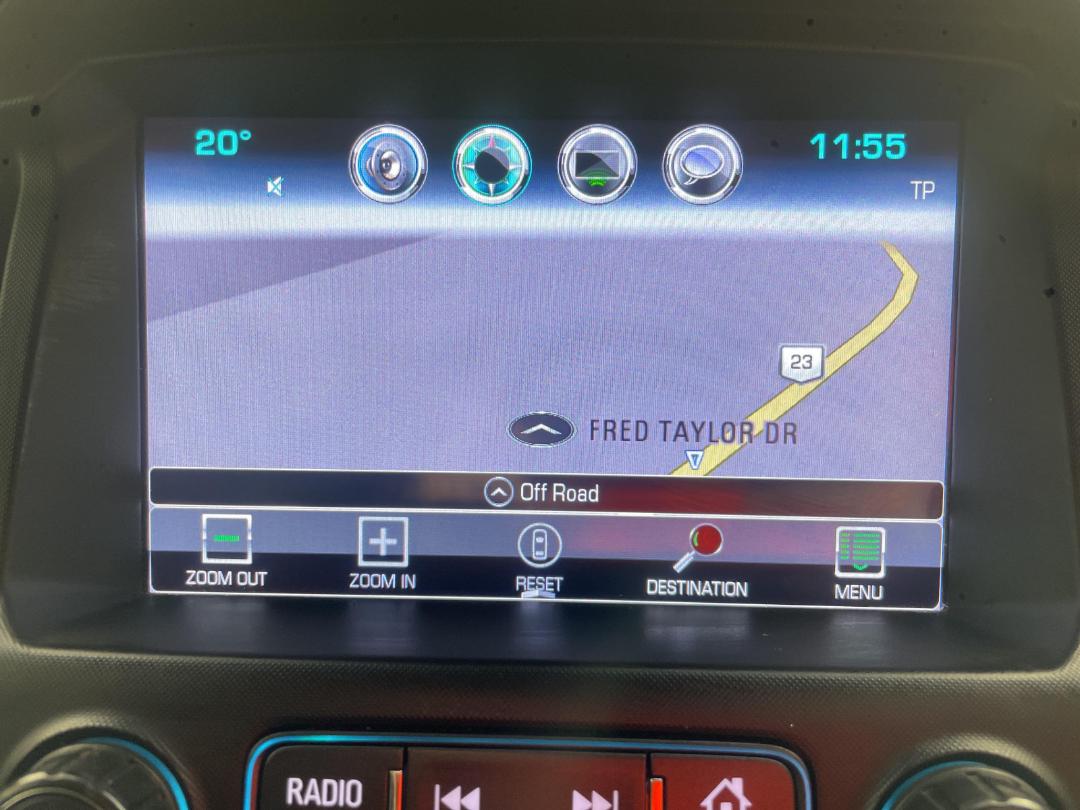 20°
11:55
TP
23
FRED TAYLOR DR
Off Road
ZOOM OUT
ZOOM IN
RESET
DESTINATION
MENU
RADIO